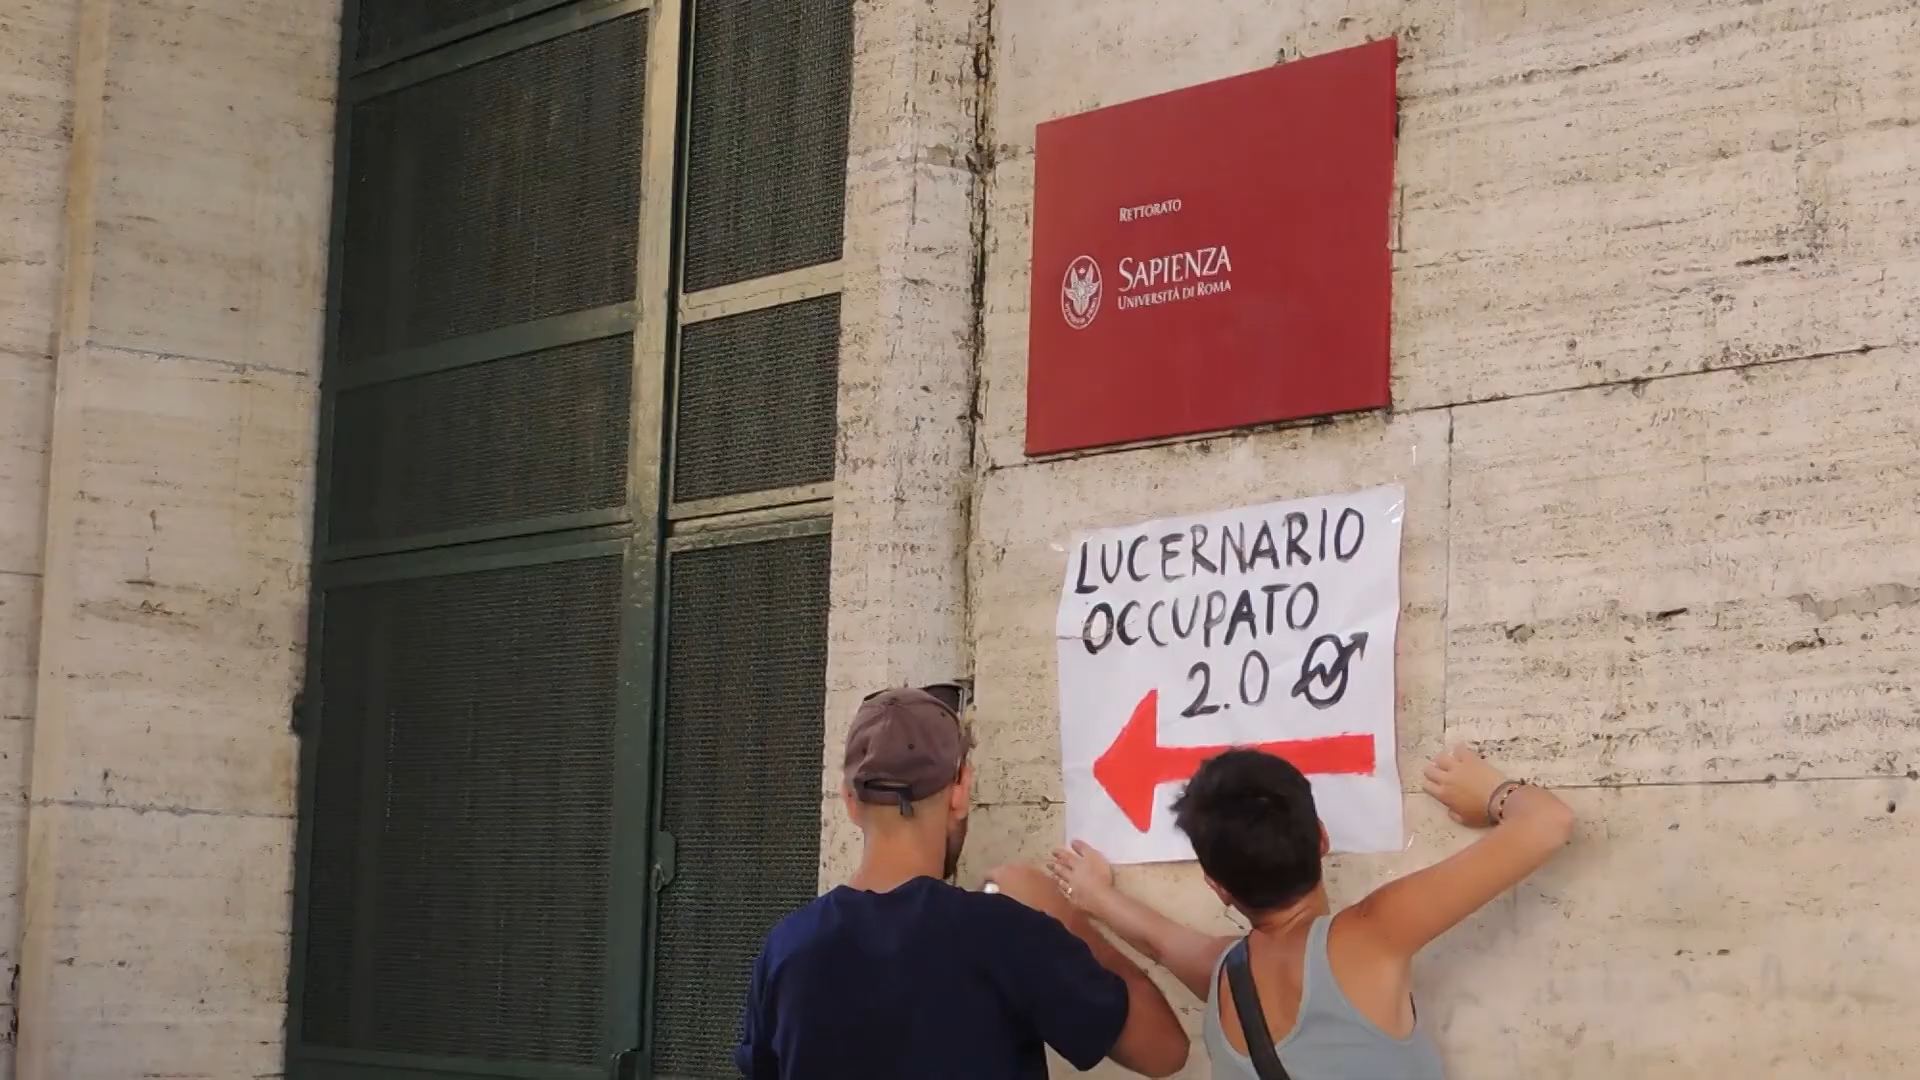 RETTORATO
SAPIENZA
UNIVERSITÀ DI ROMA
LUCERNARIO
OCCUPATO
2.0